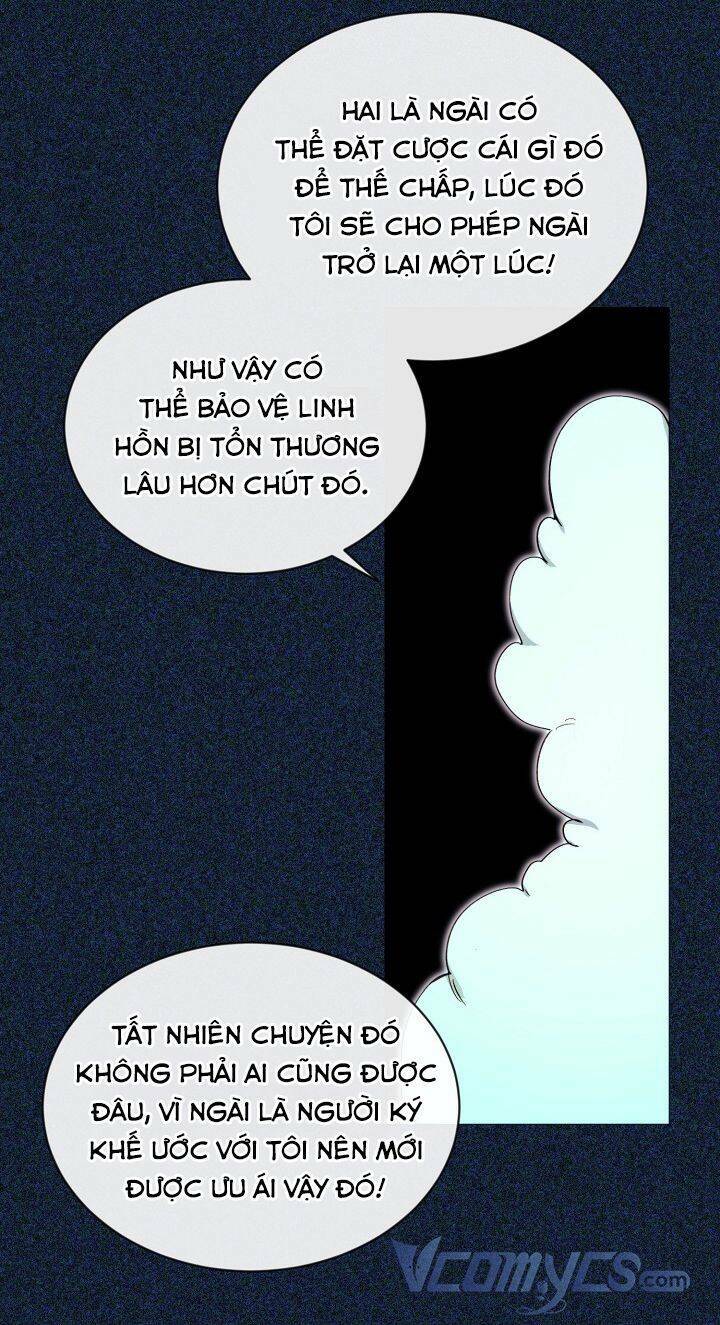 HAI LÀ NGÀI CÓ
THỂ ĐẶT CƯỢC CÁI GÌ ĐÓ
ĐỂ THẾ CHẤP, LÚC ĐÓ
TÔI SẼ CHO PHÉP NGÀI
TRỞ LẠI MỘT LÚC!
NHƯ VẬY CÓ
THỂ BẢO VỆ LINH
HỒN BỊ TỔN THƯƠNG
LÂU HƠN CHÚT ĐÓ.
TẤT NHIÊN CHUYỆN ĐÓ
KHÔNG PHẢI AI CŨNG ĐƯỢC
ĐÂU, VÌ NGÀI LÀ NGƯỜI KÝ
KHẾ ƯỚC VỚI TÔI NÊN MỚI
ĐƯỢC ƯU ÁI VẬY ĐÓ!
VCOMYCS.com